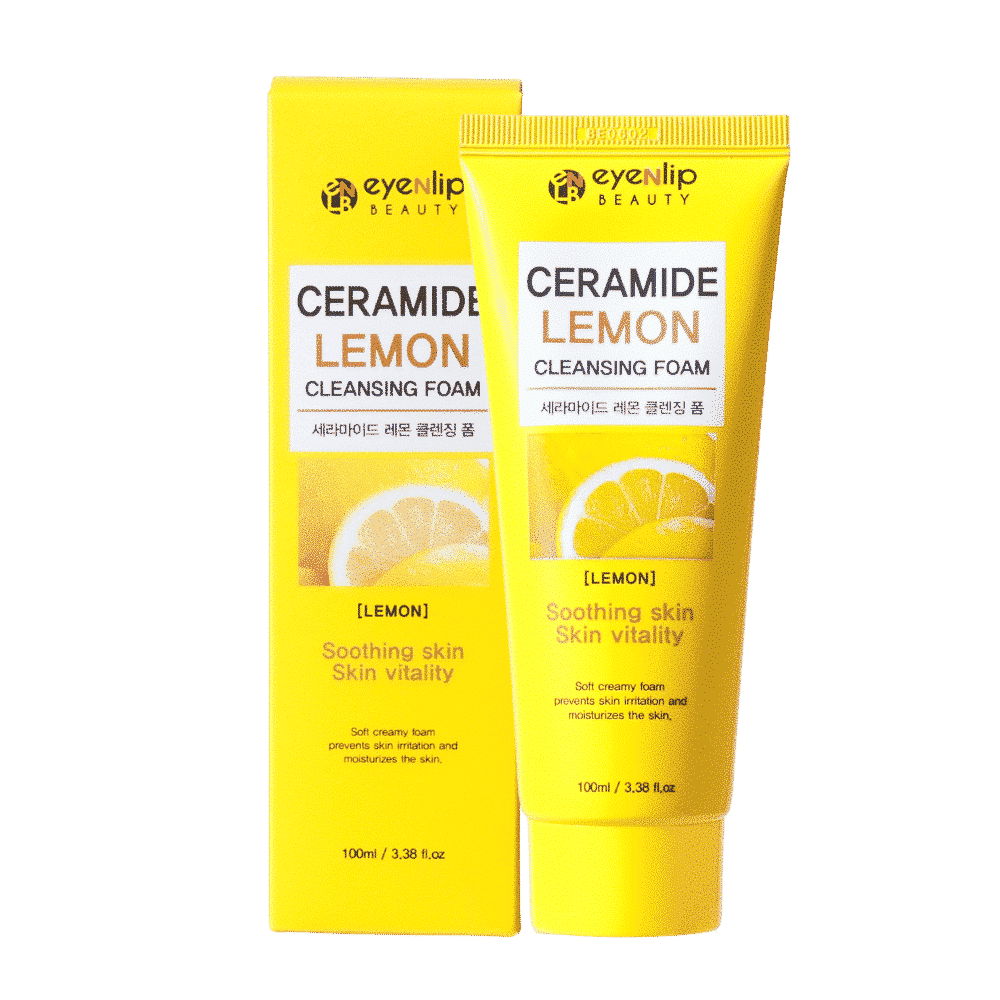 eyeNlip
BEAUTY
CERAMIDE
LEMON
CLEANSING FOAM
세라마이드 레몬 클렌징 폼
[LEMON]
Soothing skin
Skin vitality
Soft creamy foam
prevents skin irritation and
moisturizes the skin.
100ml / 3.38 fl.oz
eyeNlip
BEAUTY
CERAMIDE
LEMON
CLEANSING FOAM
세라마이드 레몬 클렌징 폼
[LEMON]
Soothing skin
Skin vitality
Soft creamy foam
prevents skin irritation and
moisturizes the skin.
100ml / 3.38 fl.oz